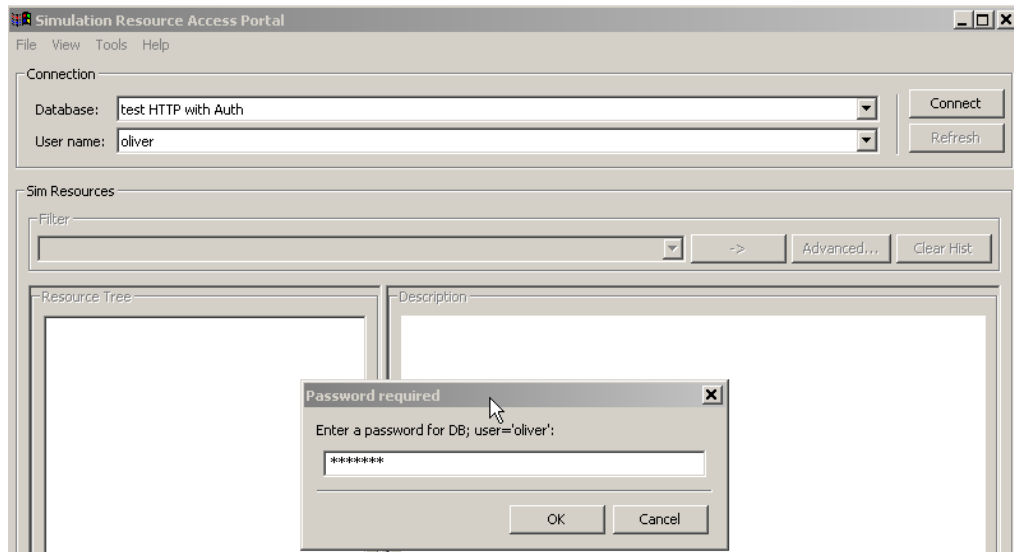 Simulation Resource Access Portal
File View Tools Help
Connection
Database: test HTTP with Auth Connect
User name: oliver Refresh
Sim Resources
Filter
-> Advanced... Clear Hist
Resource Tree Description
Password required
Enter a password for DB; user='oliver':
*******
OK Cancel